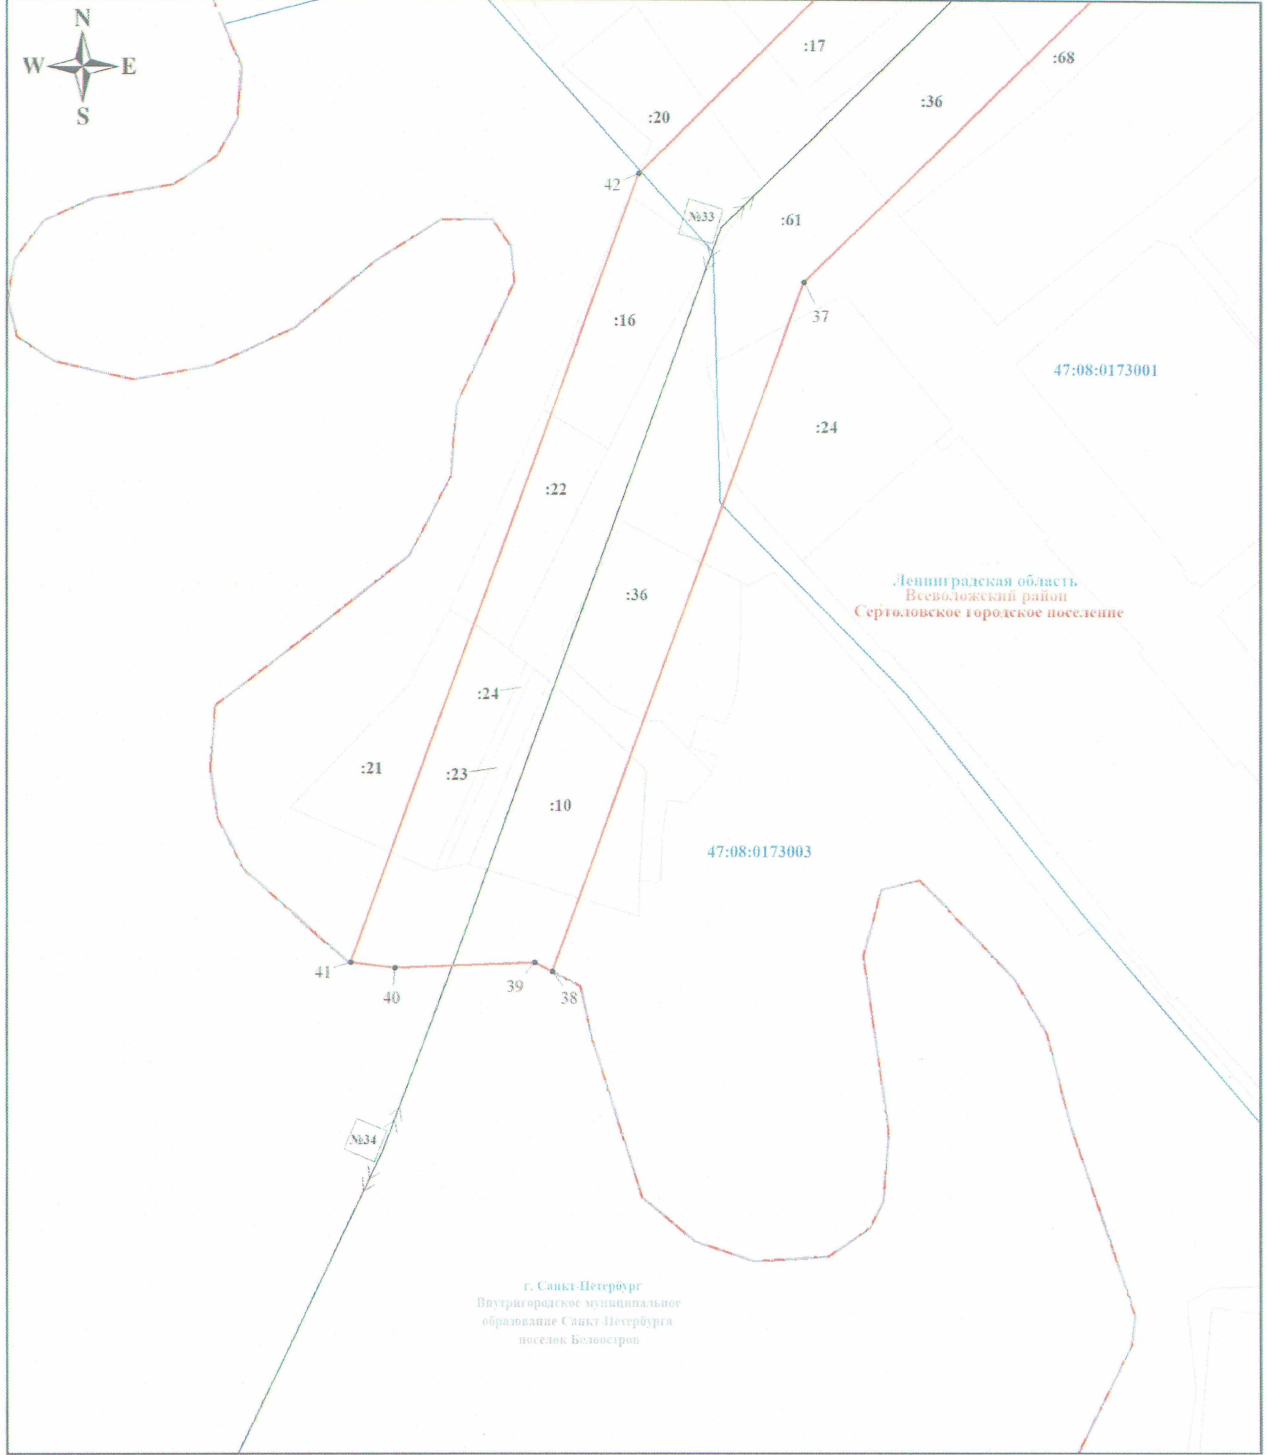 N
W E
S
:17
:68
:36
:20
42
№33
:61
37
:16
47:08:0173001
:24
:22
Ленинградская область
Всеволожский район
Сертоловское городское поселение
:36
:24
:21
:23
:10
47:08:0173003
41
40
39
38
№34
г. Санкт-Петербург
Внутригородское муниципальное
образование Санкт-Петербурга
поселок Белоостров